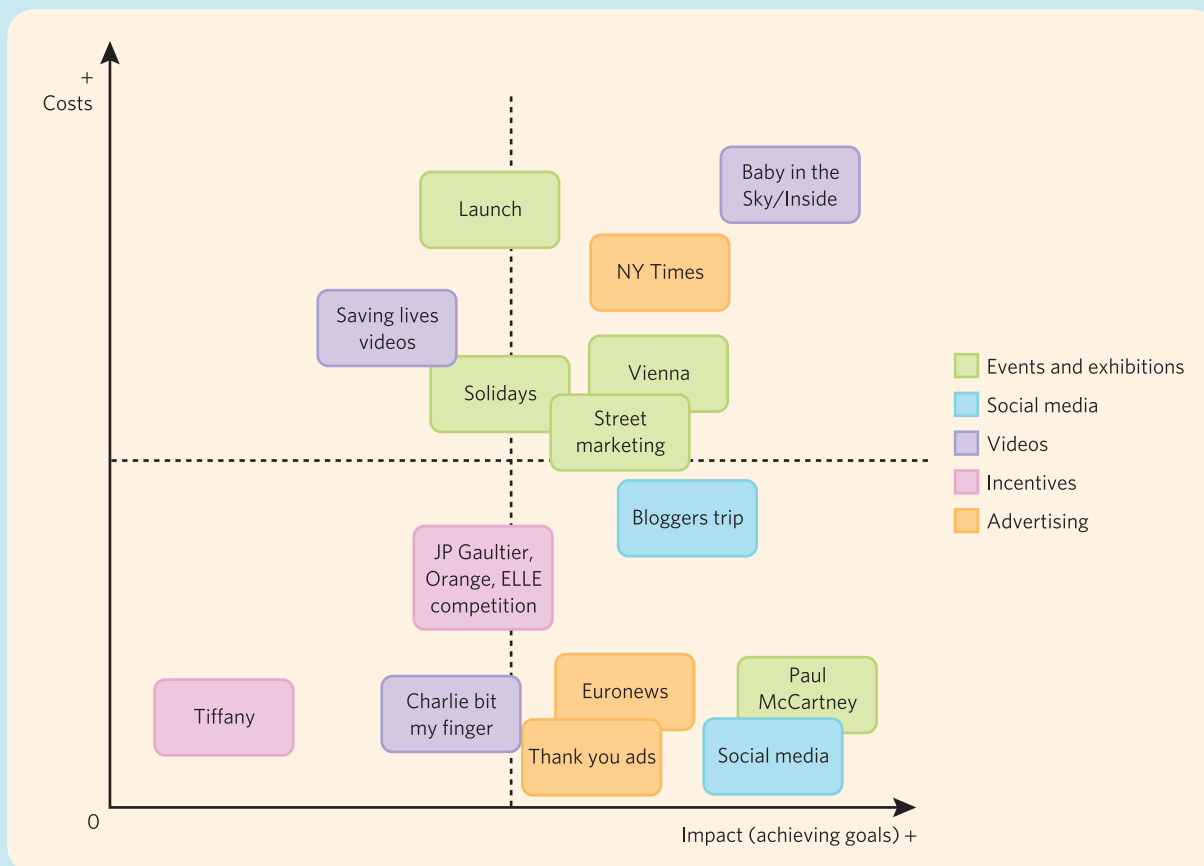 +
Costs
Baby in the
Sky/Inside
Launch
NY Times
Saving lives
videos
Solidays
Vienna
Street
marketing
Bloggers trip
JP Gaultier,
Orange, ELLE
competition
Tiffany
Charlie bit
my finger
Euronews
Thank you ads
Paul
McCartney
Social media
0
Impact (achieving goals) +
Events and exhibitions
Social media
Videos
Incentives
Advertising